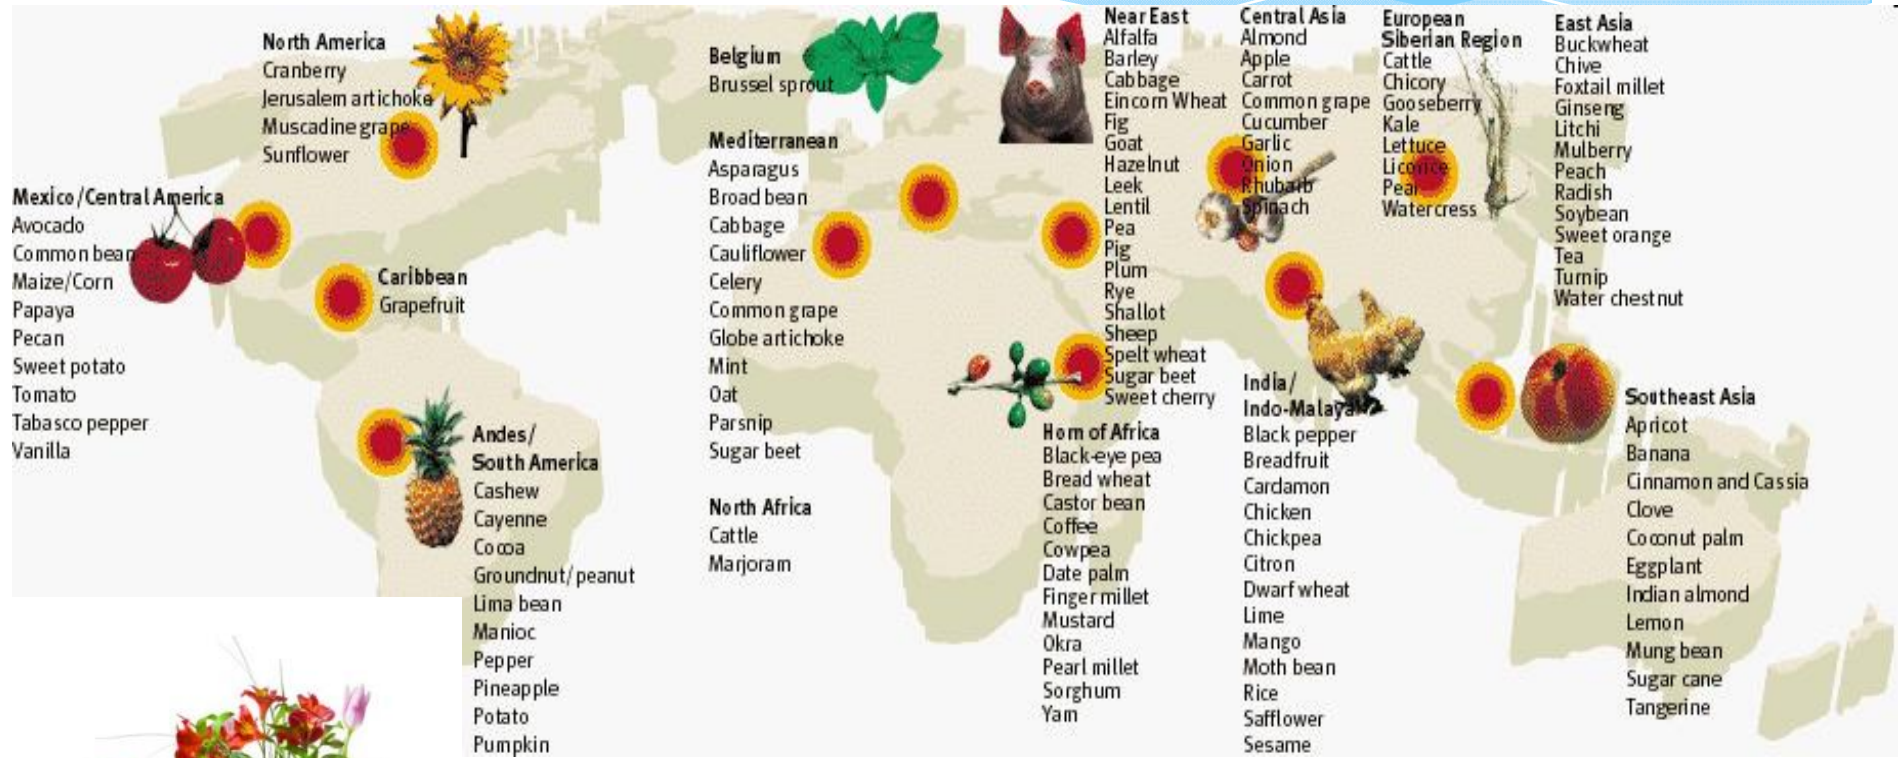 North America
Cranberry
Jerusalem artichoke
Muscadine grape
Sunflower
Mexico/Central America
Avocado
Common bean
Maize/Corn
Papaya
Pecan
Sweet potato
Tomato
Tabasco pepper
Vanilla
Caribbean
Grapefruit
Andes/
South America
Cashew
Cayenne
Cocoa
Groundnut/peanut
Lima bean
Manioc
Pepper
Pineapple
Potato
Pumpkin
Belgium
Brussel sprout
Mediterranean
Asparagus
Broad bean
Cabbage
Cauliflower
Celery
Common grape
Globe artichoke
Mint
Oat
Parsnip
Sugar beet
North Africa
Cattle
Marjoram
Near East
Alfalfa
Barley
Cabbage
Eincorn Wheat
Fig
Goat
Hazelnut
Leek
Lentil
Pea
Pig
Plum
Rye
Shallot
Sheep
Spelt wheat
Sugar beet
Sweet cherry
Horn of Africa
Black-eye pea
Bread wheat
Castor bean
Coffee
Cowpea
Date palm
Finger millet
Mustard
Okra
Pearl millet
Sorghum
Yam
Central Asia
Almond
Apple
Carrot
Common grape
Cucumber
Garlic
Onion
Rhubarb
Spinach
India/
Indo-Malaya
Black pepper
Breadfruit
Cardamon
Chicken
Chickpea
Citron
Dwarf wheat
Lime
Mango
Moth bean
Rice
Safflower
Sesame
European
Siberian Region
Cattle
Chicory
Gooseberry
Kale
Lettuce
Licorice
Pear
Watercress
East Asia
Buckwheat
Chive
Foxtail millet
Ginseng
Litchi
Mulberry
Peach
Radish
Soybean
Sweet orange
Tea
Turnip
Water chestnut
Southeast Asia
Apricot
Banana
Cinnamon and Cassia
Clove
Coconut palm
Eggplant
Indian almond
Lemon
Mung bean
Sugar cane
Tangerine